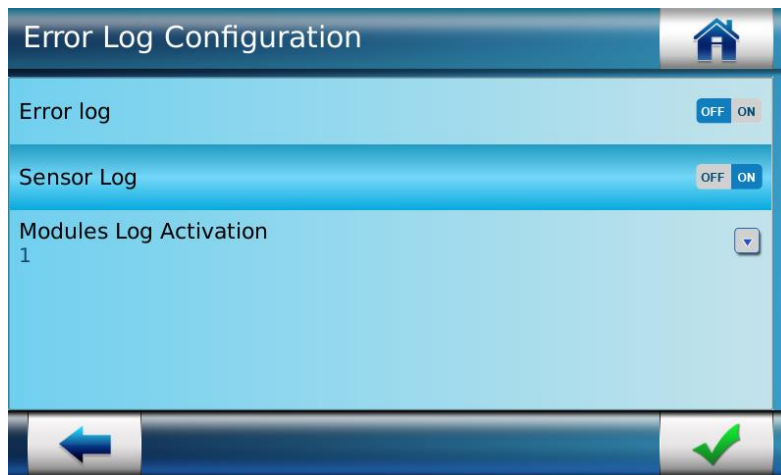 Error Log Configuration
Error log
OFF ON
Sensor Log
OFF ON
Modules Log Activation
1